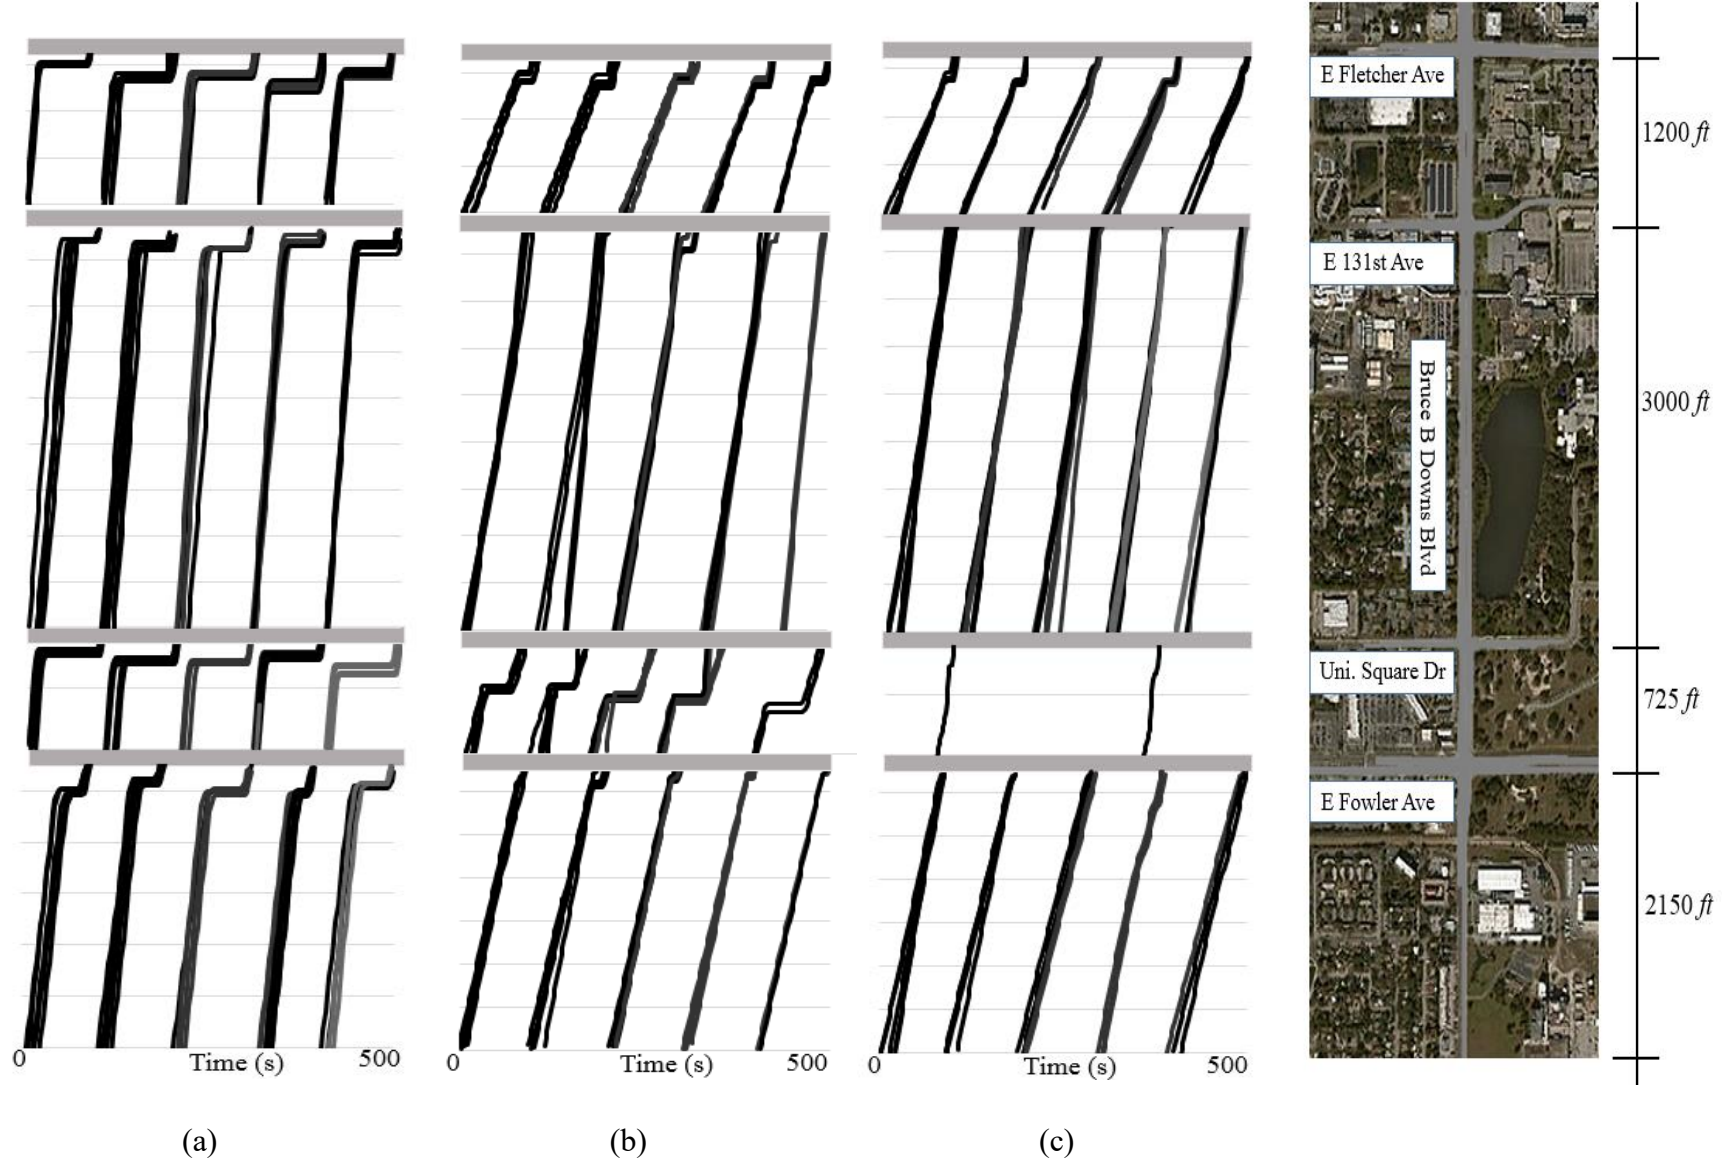 E Fletcher Ave
1200 ft
E 131st Ave
Bruce B Downs Blvd
3000 ft
Uni. Square Dr
725 ft
E Fowler Ave
2150 ft
0 Time (s) 500
0 Time (s) 500
0 Time (s) 500
(a) (b) (c)